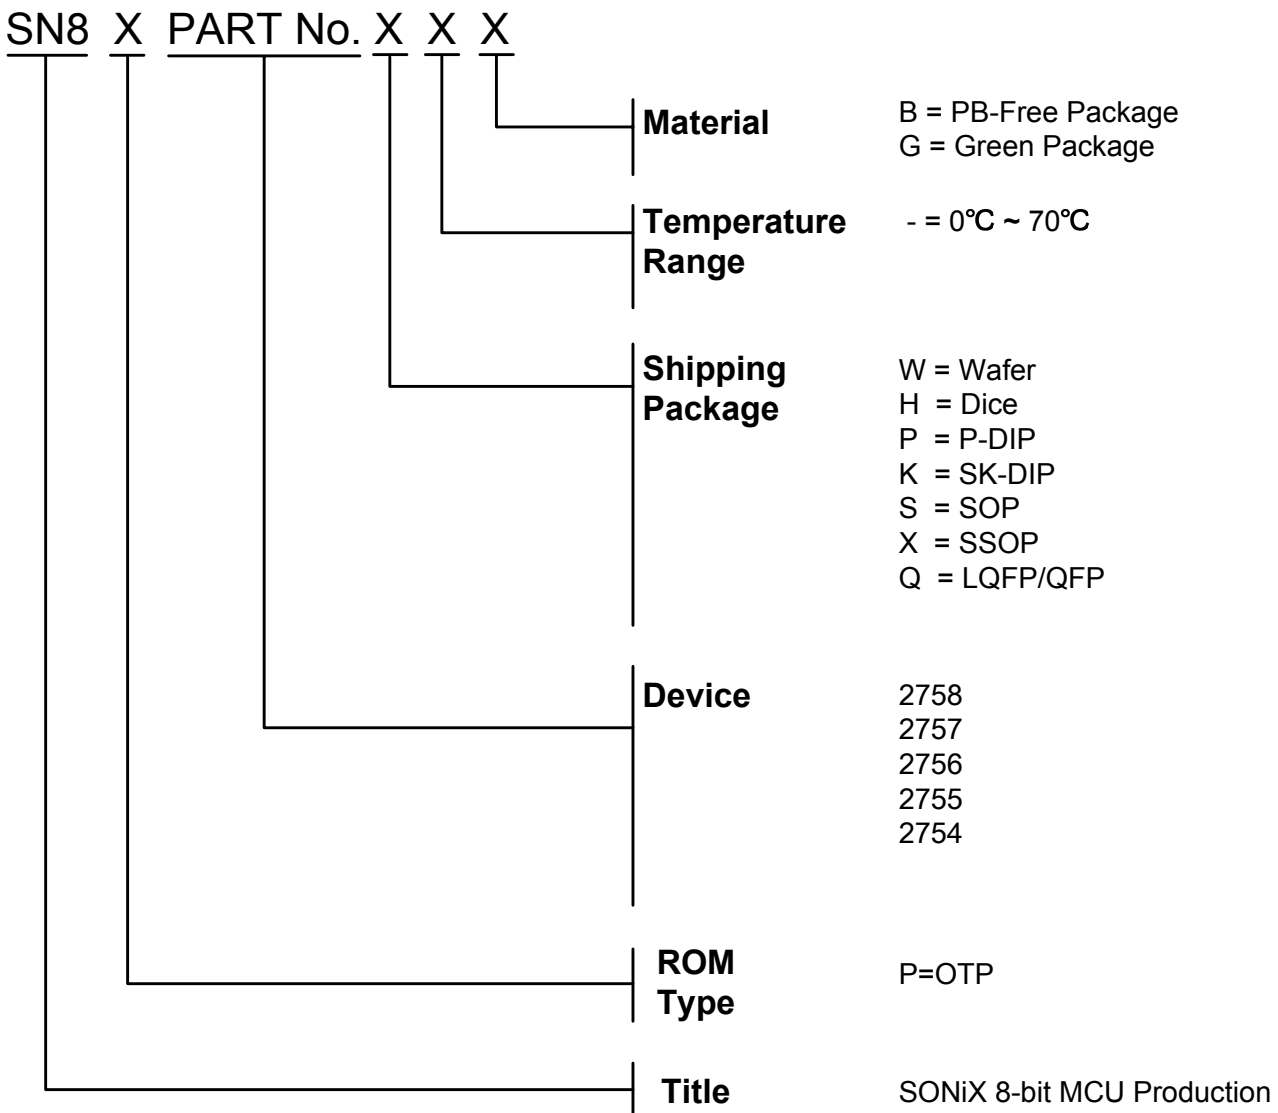 SN8 X PART No. X X X
Material
B = PB-Free Package
G = Green Package
Temperature
Range
- = 0℃ ~ 70℃
Shipping
Package
W = Wafer
H = Dice
P = P-DIP
K = SK-DIP
S = SOP
X = SSOP
Q = LQFP/QFP
Device
2758
2757
2756
2755
2754
ROM
Type
P=OTP
Title
SONiX 8-bit MCU Production